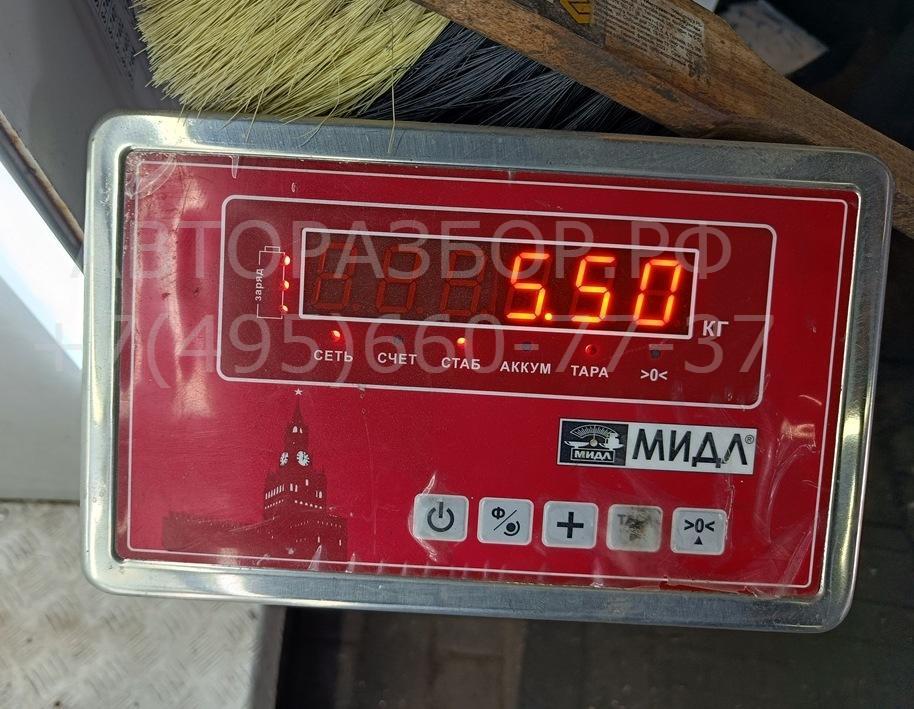 АВТОРАЗБОР.РФ
+7(495)660-77-37
заряд
5.50
КГ
СЕТЬ СЧЕТ СТАБ АККУМ ТАРА >0<
МИДЛ МИДЛ®
Ф + >0<